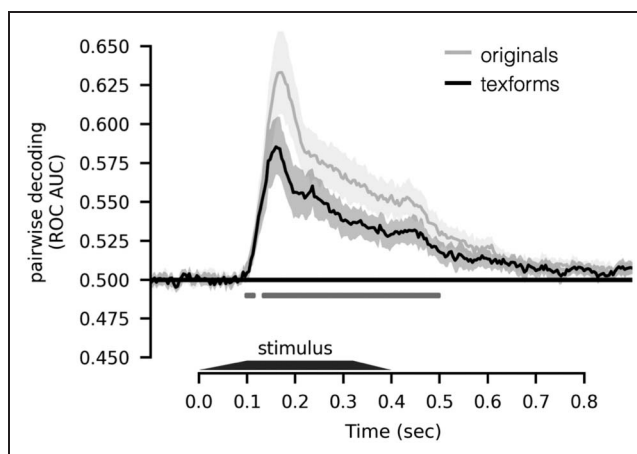 originals
texforms
pairwise decoding
(ROC AUC)
0.650
0.625
0.600
0.575
0.550
0.525
0.500
0.475
0.450
stimulus
0.0 0.1 0.2 0.3 0.4 0.5 0.6 0.7 0.8
Time (sec)